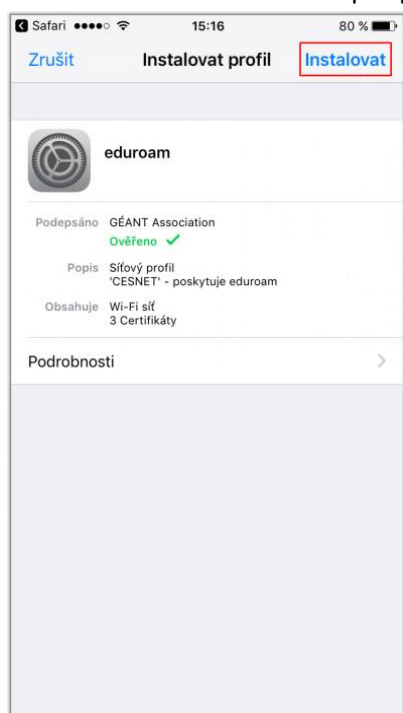 Safari 15:16 80 %
Zrušit Instalovat profil Instalovat
eduroam
Podepsáno GÉANT Association
Ověřeno ✓
Popis Síťový profil
'CESNET' - poskytuje eduroam
Obsahuje Wi-Fi síť
3 Certifikáty
Podrobnosti